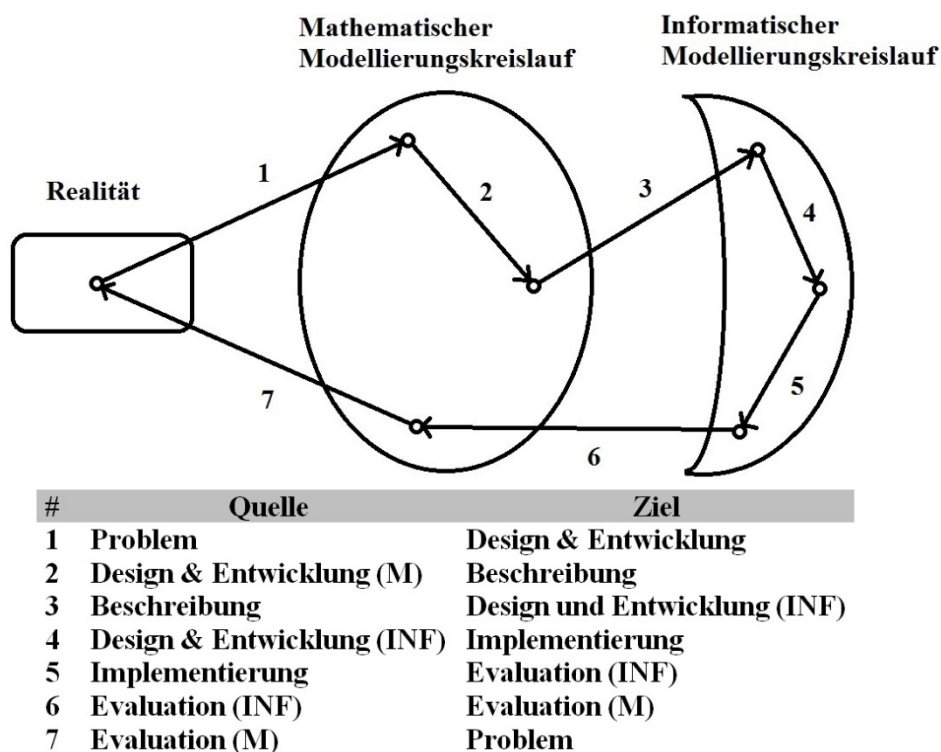 Mathematischer
Modellierungskreislauf
Informatischer
Modellierungskreislauf
Realität
1
2
3
4
5
6
7
# Quelle Ziel
1 Problem Design & Entwicklung
2 Design & Entwicklung (M) Beschreibung
3 Beschreibung Design und Entwicklung (INF)
4 Design & Entwicklung (INF) Implementierung
5 Implementierung Evaluation (INF)
6 Evaluation (INF) Evaluation (M)
7 Evaluation (M) Problem